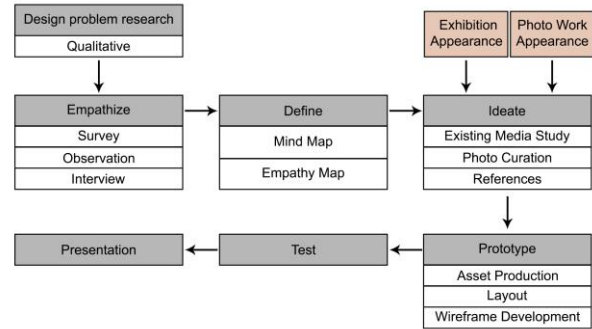 Design problem research
Qualitative
Exhibition
Appearance
Photo Work
Appearance
Empathize
Survey
Observation
Interview
Define
Mind Map
Empathy Map
Ideate
Existing Media Study
Photo Curation
References
Presentation
Test
Prototype
Asset Production
Layout
Wireframe Development